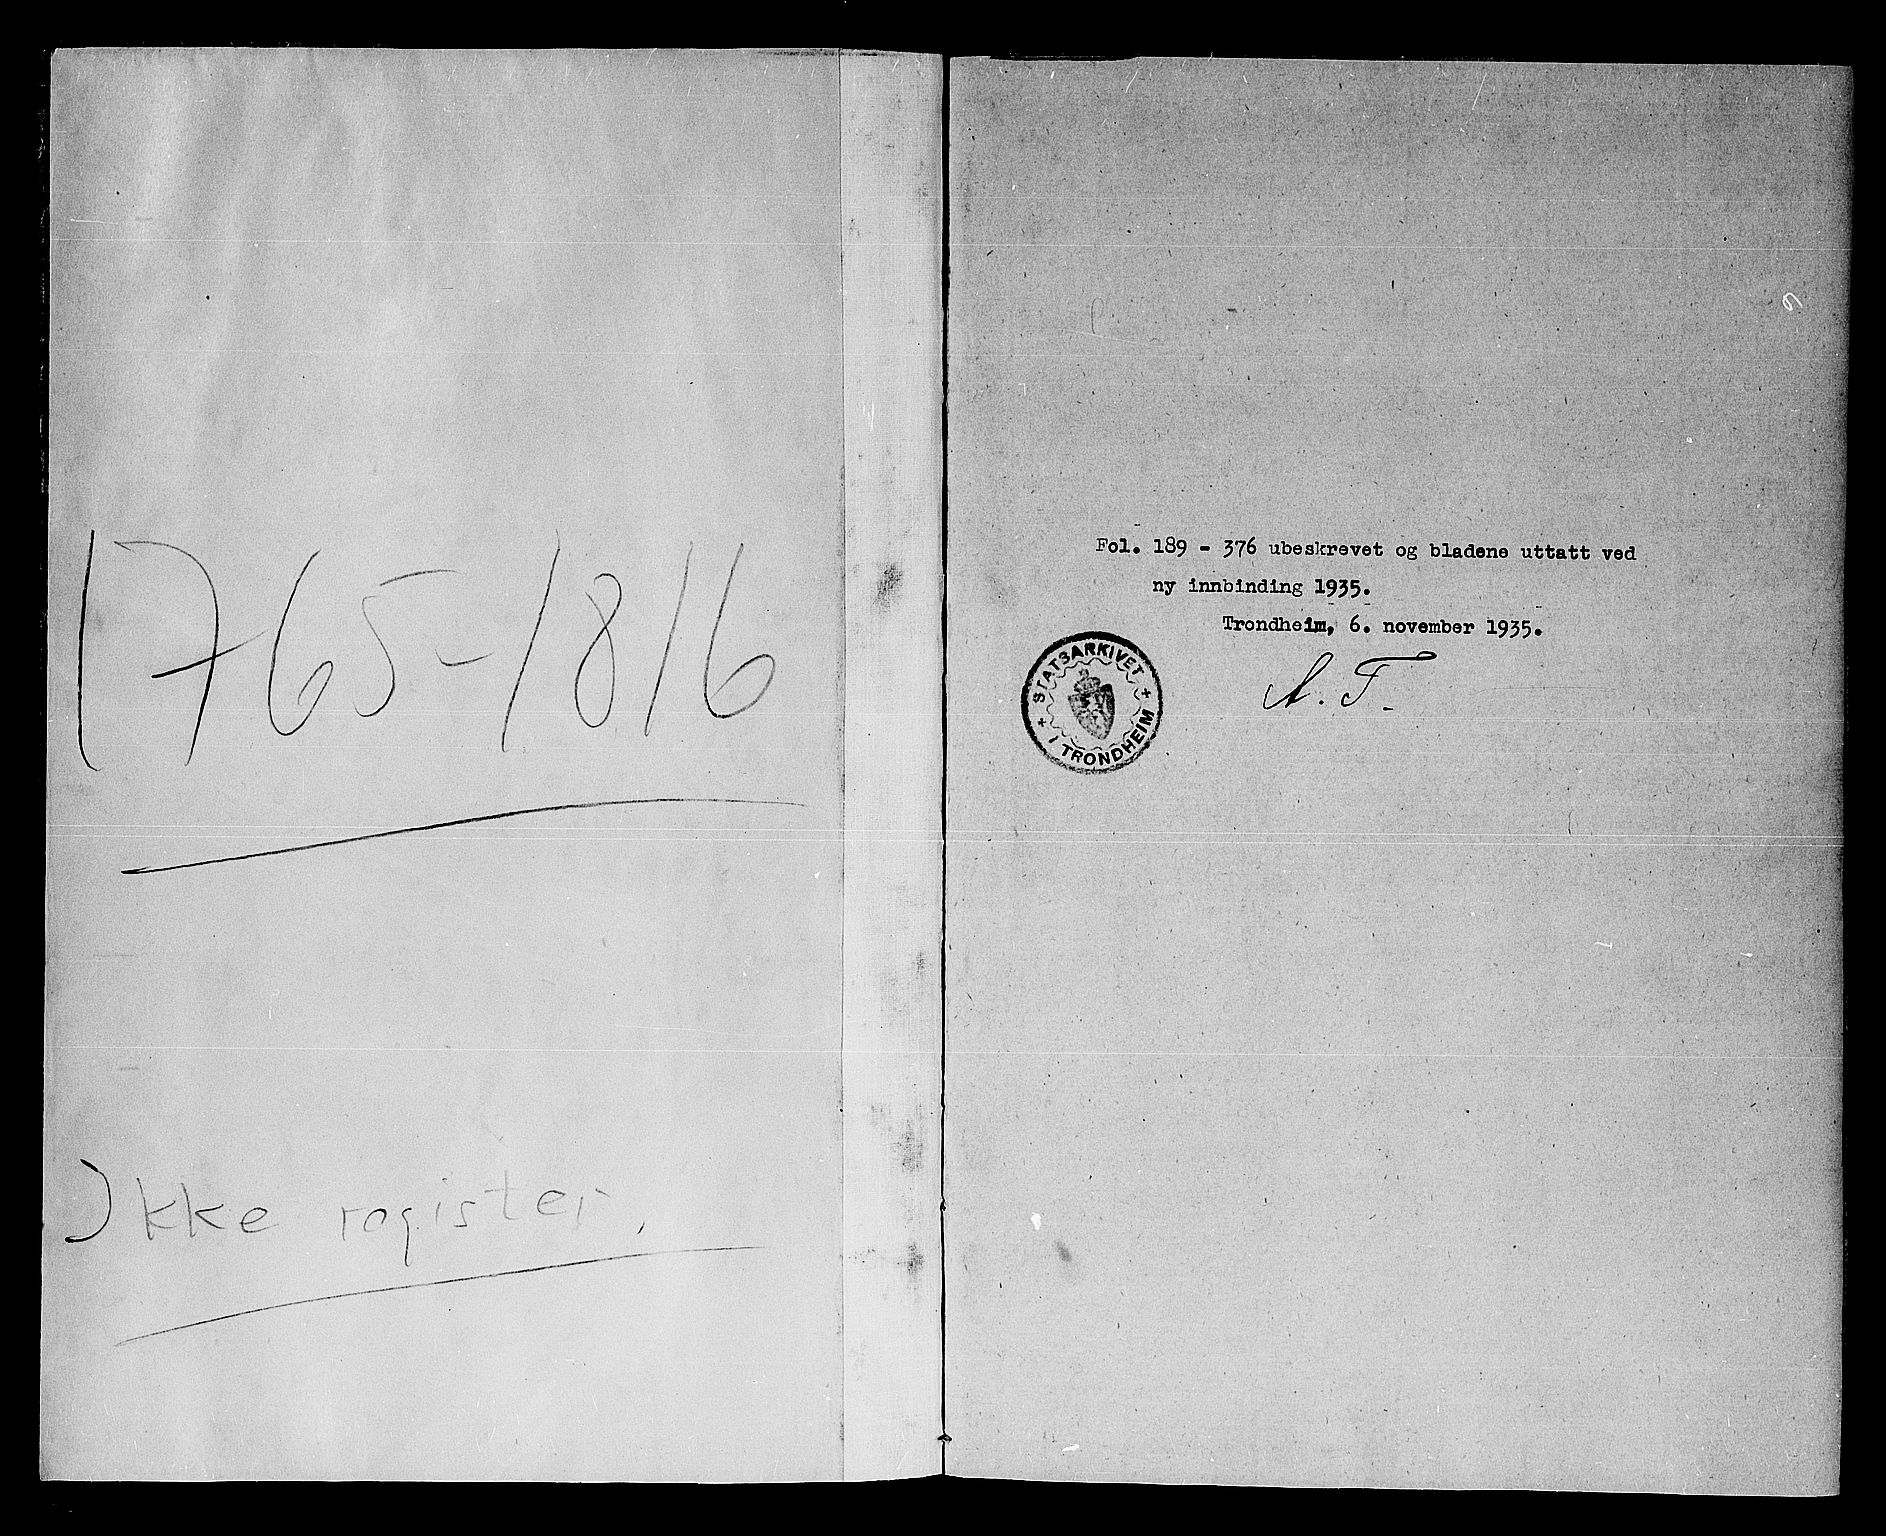 1765-1816
Ikke register.
Fol. 189 - 376 ubeskrevet og bladene uttatt ved
ny innbinding 1935.
Trondheim, 6. november 1935.
A. T.
STATSARKIVET
I TRONDHEIM